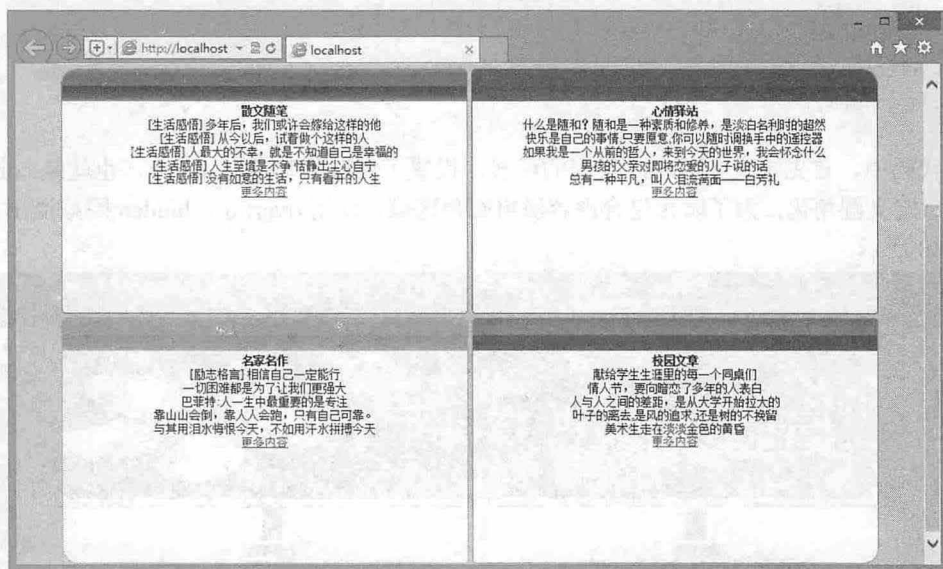 http://localhost
localhost
散文随笔
[生活感悟] 多年后，我们或许会嫁给这样的他
[生活感悟] 从今以后，试着做个这样的人
[生活感悟] 人最大的不幸，就是不知道自己是幸福的
[生活感悟] 人生至境是不争 恬静出尘心自宁
[生活感悟] 没有如意的生活，只有看开的人生
更多内容
心情驿站
什么是随和？随和是一种素质和修养，是淡泊名利时的超然
快乐是自己的事情,只要愿意,你可以随时调换手中的遥控器
如果我是一个从前的哲人，来到今天的世界，我会怀念什么
男孩的父亲对即将恋爱的儿子说的话
总有一种平凡，叫人泪流满面——白芳礼
更多内容
名家名作
[励志格言] 相信自己一定能行
一切困难都是为了让我们更强大
巴菲特:人一生中最重要的是专注
靠山山会倒，靠人人会跑，只有自己可靠。
与其用泪水悔恨今天，不如用汗水拼搏今天
更多内容
校园文章
献给学生生涯里的每一个同桌们
情人节，要向暗恋了多年的人表白
人与人之间的差距，是从大学开始拉大的
叶子的离去,是风的追求,还是树的不挽留
美术生走在淡淡金色的黄昏
更多内容